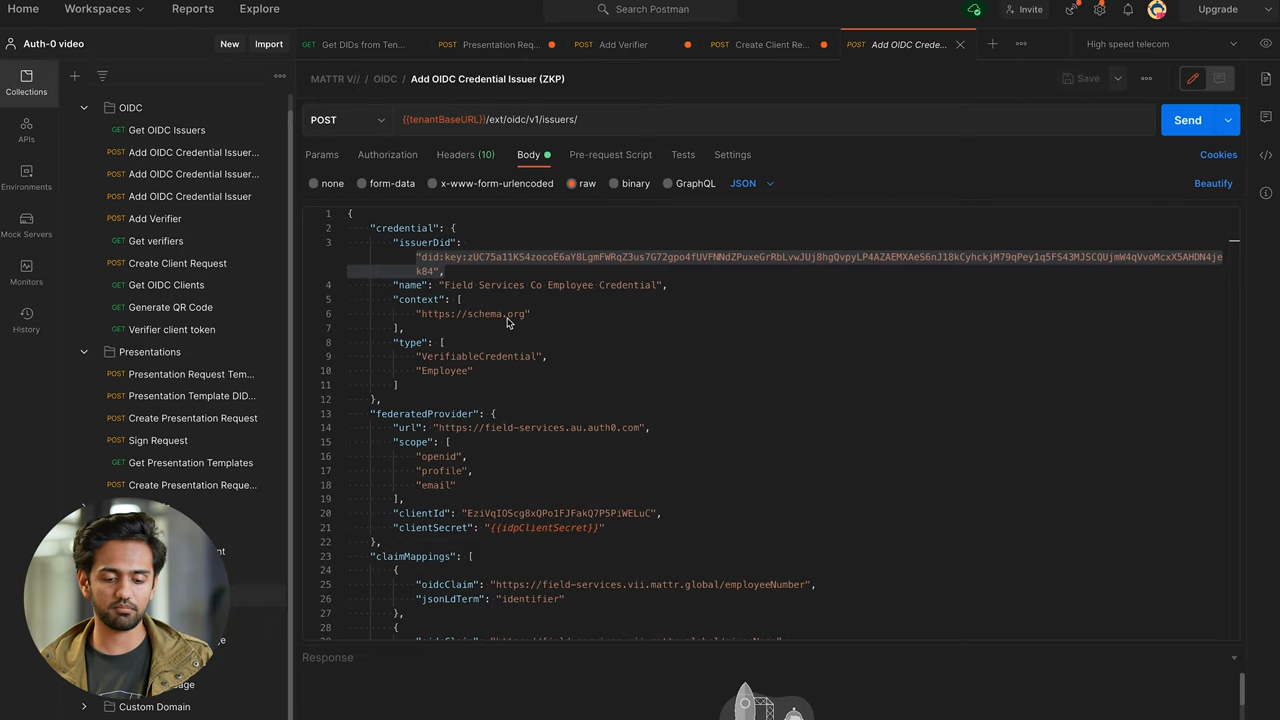 Home Workspaces Reports Explore Search Postman Invite Upgrade
Auth-0 video New Import
GET Get DIDs from Ten... POST Presentation Req... POST Add Verifier POST Create Client Re... POST Add OIDC Crede... High speed telecom
Collections
APIs
Environments
Mock Servers
Monitors
History
OIDC
GET Get OIDC Issuers
POST Add OIDC Credential Issuer...
POST Add OIDC Credential Issuer...
POST Add OIDC Credential Issuer
POST Add Verifier
GET Get verifiers
POST Create Client Request
GET Get OIDC Clients
POST Generate QR Code
POST Verifier client token
Presentations
POST Presentation Request Tem...
POST Presentation Template DID...
POST Create Presentation Request
POST Sign Request
GET Get Presentation Templates
POST Create Presentation Reque...
Custom Domain
MATTR V// / OIDC / Add OIDC Credential Issuer (ZKP) Save
POST {{tenantBaseURL}}/ext/oidc/v1/issuers/ Send
Params Authorization Headers (10) Body Pre-request Script Tests Settings Cookies
none form-data x-www-form-urlencoded raw binary GraphQL JSON Beautify
1 {
2 "credential": {
3 "issuerDid":
"did:key:zUC75a11KS4zocoE6aY8LgmFWRqZ3us7G72gpo4fUVFNNdZPuxeGrRbLvwJUj8hgQvpyLP4AZAEMXAeS6nJ18kCyhckjM79qPey1q5FS43MJSCQUjmW4qVvoMcxX5AHDN4je
k84",
4 "name": "Field Services Co Employee Credential",
5 "context": [
6 "https://schema.org"
7 ],
8 "type": [
9 "VerifiableCredential",
10 "Employee"
11 ]
12 },
13 "federatedProvider": {
14 "url": "https://field-services.au.auth0.com",
15 "scope": [
16 "openid",
17 "profile",
18 "email"
19 ],
20 "clientId": "EziVqIOScg8xQPo1FJFakQ7P5PiWELuC",
21 "clientSecret": "{{idpClientSecret}}"
22 },
23 "claimMappings": [
24 {
25 "oidcClaim": "https://field-services.vii.mattr.global/employeeNumber",
26 "jsonLdTerm": "identifier"
27 },
28 {
Response